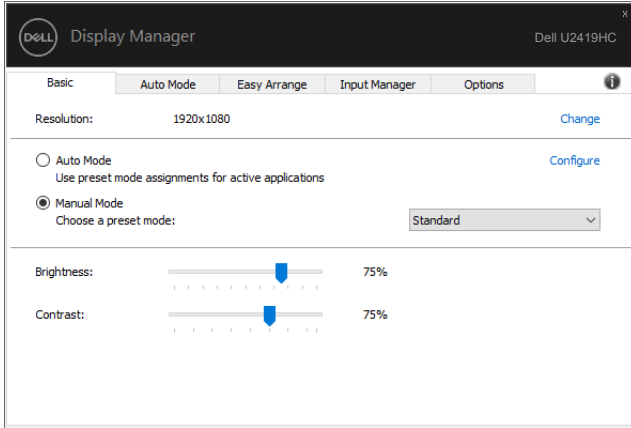 DELL Display Manager Dell U2419HC
Basic Auto Mode Easy Arrange Input Manager Options
Resolution: 1920x1080 Change
Auto Mode Configure
Use preset mode assignments for active applications
Manual Mode
Choose a preset mode: Standard
Brightness: 75%
Contrast: 75%